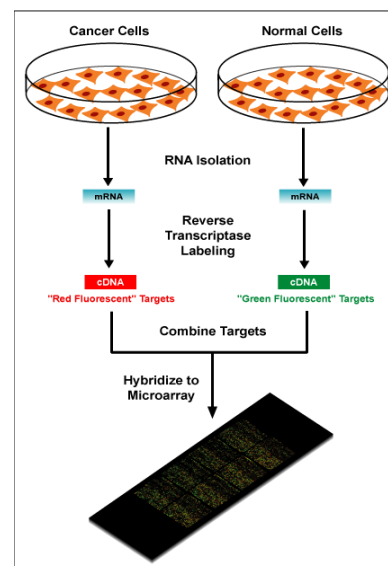 Cancer Cells
Normal Cells
RNA Isolation
mRNA
mRNA
Reverse
Transcriptase
Labeling
cDNA
cDNA
"Red Fluorescent" Targets
"Green Fluorescent" Targets
Combine Targets
Hybridize to
Microarray